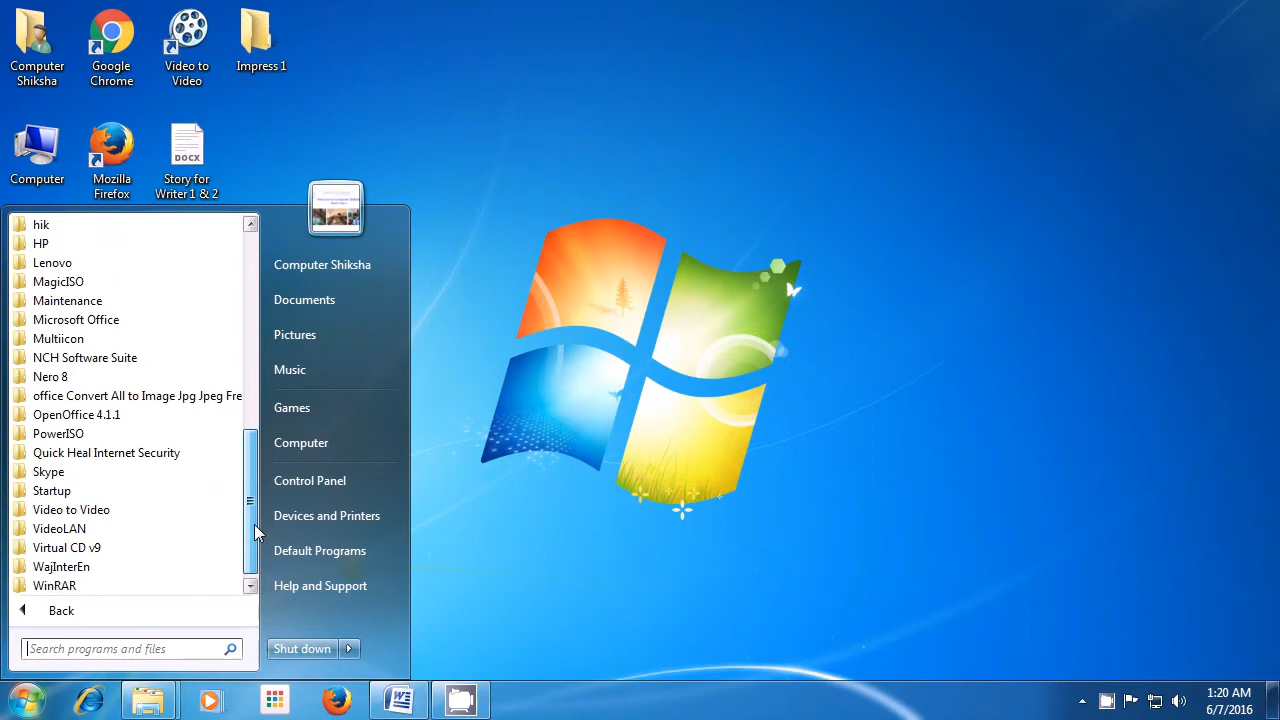 Computer
Shiksha
Google
Chrome
Video to
Video
Impress 1
Computer
Mozilla
Firefox
DOCX
Story for
Writer 1 & 2
hik
HP
Lenovo
MagicISO
Maintenance
Microsoft Office
Multiicon
NCH Software Suite
Nero 8
office Convert All to Image Jpg Jpeg Fre
OpenOffice 4.1.1
PowerISO
Quick Heal Internet Security
Skype
Startup
Video to Video
VideoLAN
Virtual CD v9
WajInterEn
WinRAR
Back
Search programs and files
Computer Shiksha
Documents
Pictures
Music
Games
Computer
Control Panel
Devices and Printers
Default Programs
Help and Support
Shut down
W
1:20 AM
6/7/2016